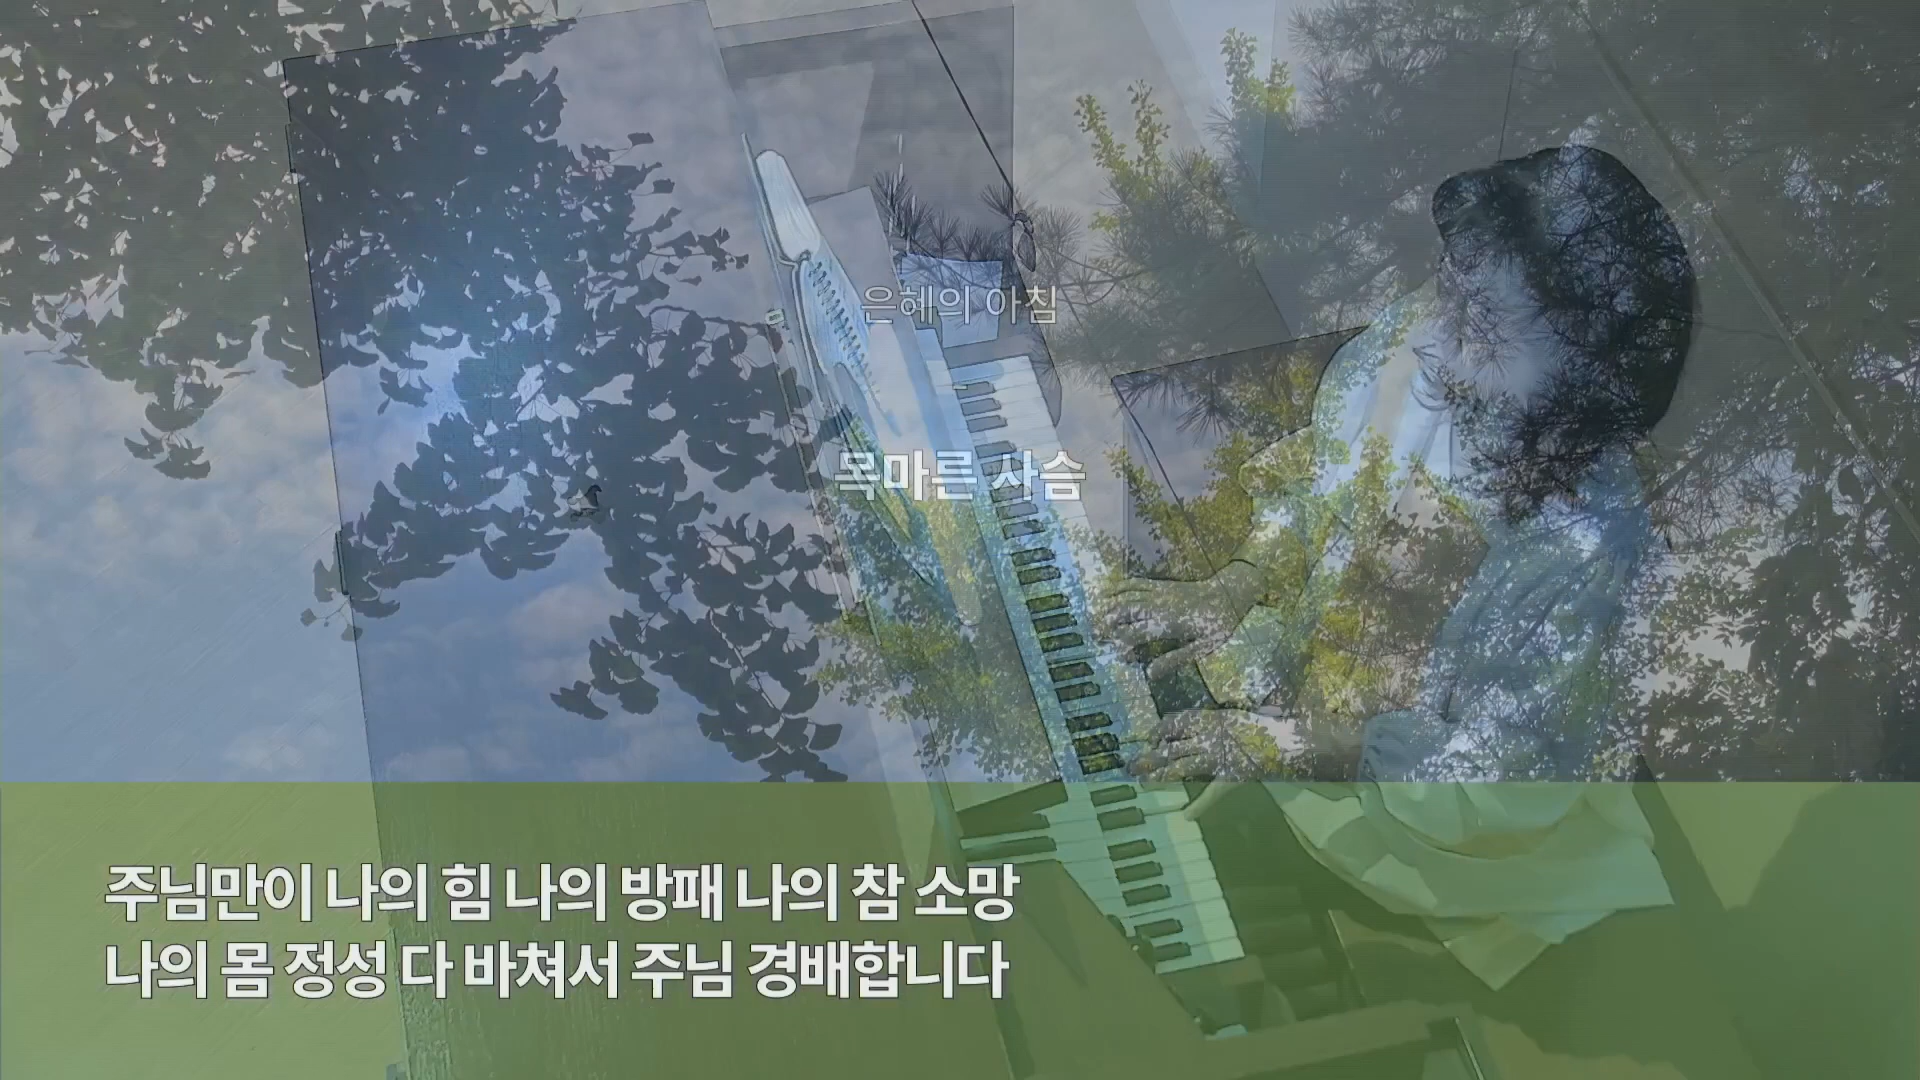 은혜의 아침
목마른 사슴
주님만이 나의 힘 나의 방패 나의 참 소망
나의 몸 정성 다 바쳐서 주님 경배합니다